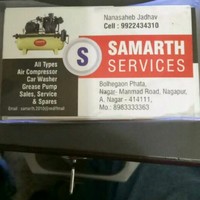 Nanasaheb Jadhav
Cell : 9922434310
S
SAMARTH
SERVICES
All Types
Air Compressor
Car Washer
Grease Pump
Sales, Service
& Spares
Bolhegaon Phata,
Nagar- Manmad Road, Nagapur,
A. Nagar - 414111,
Mo.: 8983333363